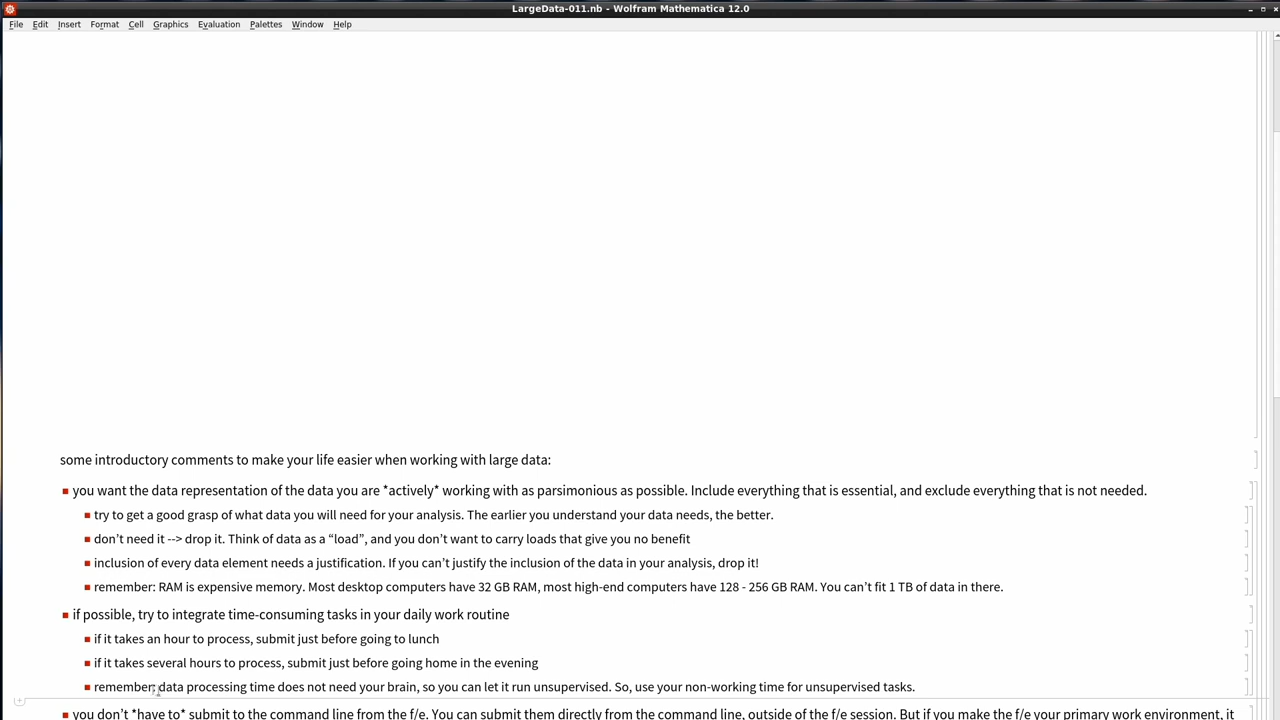 LargeData-011.nb - Wolfram Mathematica 12.0
File Edit Insert Format Cell Graphics Evaluation Palettes Window Help
some introductory comments to make your life easier when working with large data:
you want the data representation of the data you are *actively* working with as parsimonious as possible. Include everything that is essential, and exclude everything that is not needed.
try to get a good grasp of what data you will need for your analysis. The earlier you understand your data needs, the better.
don’t need it --> drop it. Think of data as a “load”, and you don’t want to carry loads that give you no benefit
inclusion of every data element needs a justification. If you can’t justify the inclusion of the data in your analysis, drop it!
remember: RAM is expensive memory. Most desktop computers have 32 GB RAM, most high-end computers have 128 - 256 GB RAM. You can’t fit 1 TB of data in there.
if possible, try to integrate time-consuming tasks in your daily work routine
if it takes an hour to process, submit just before going to lunch
if it takes several hours to process, submit just before going home in the evening
remember: data processing time does not need your brain, so you can let it run unsupervised. So, use your non-working time for unsupervised tasks.
you don’t *have to* submit to the command line from the f/e. You can submit them directly from the command line, outside of the f/e session. But if you make the f/e your primary work environment, it